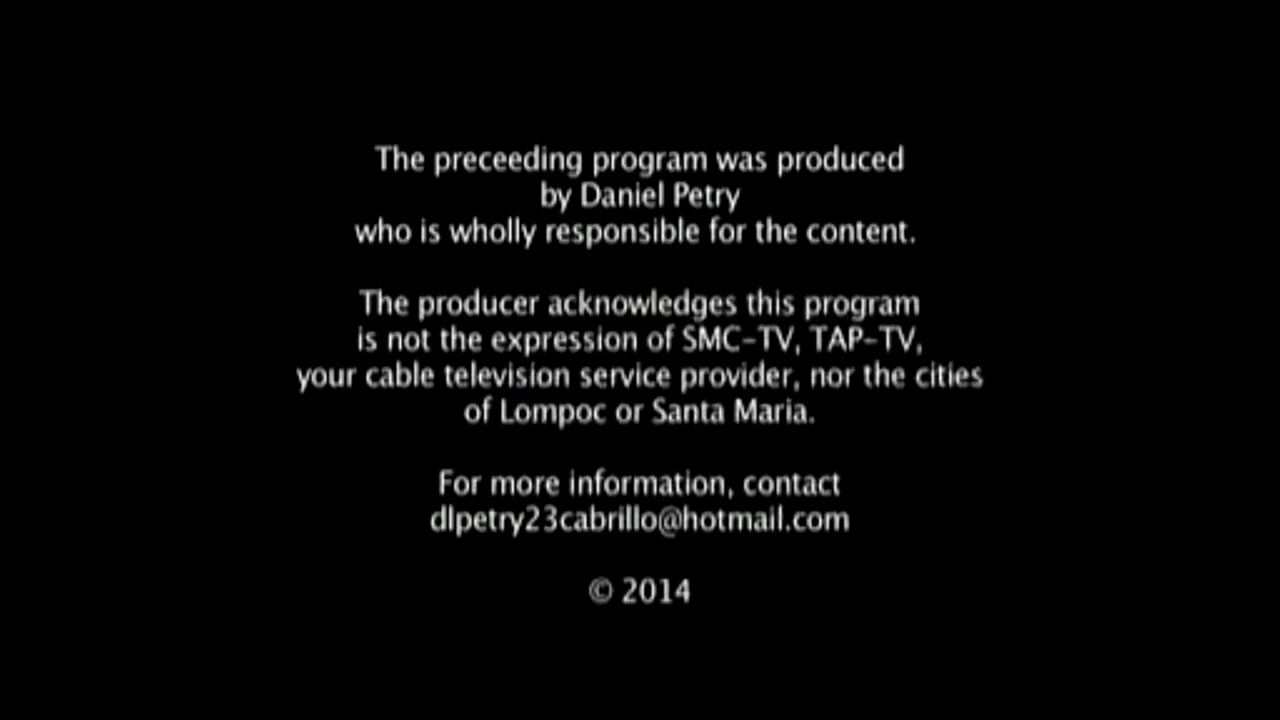 The preceeding program was produced
by Daniel Petry
who is wholly responsible for the content.
The producer acknowledges this program
is not the expression of SMC-TV, TAP-TV,
your cable television service provider, nor the cities
of Lompoc or Santa Maria.
For more information, contact
dlpetry23cabrillo@hotmail.com
© 2014